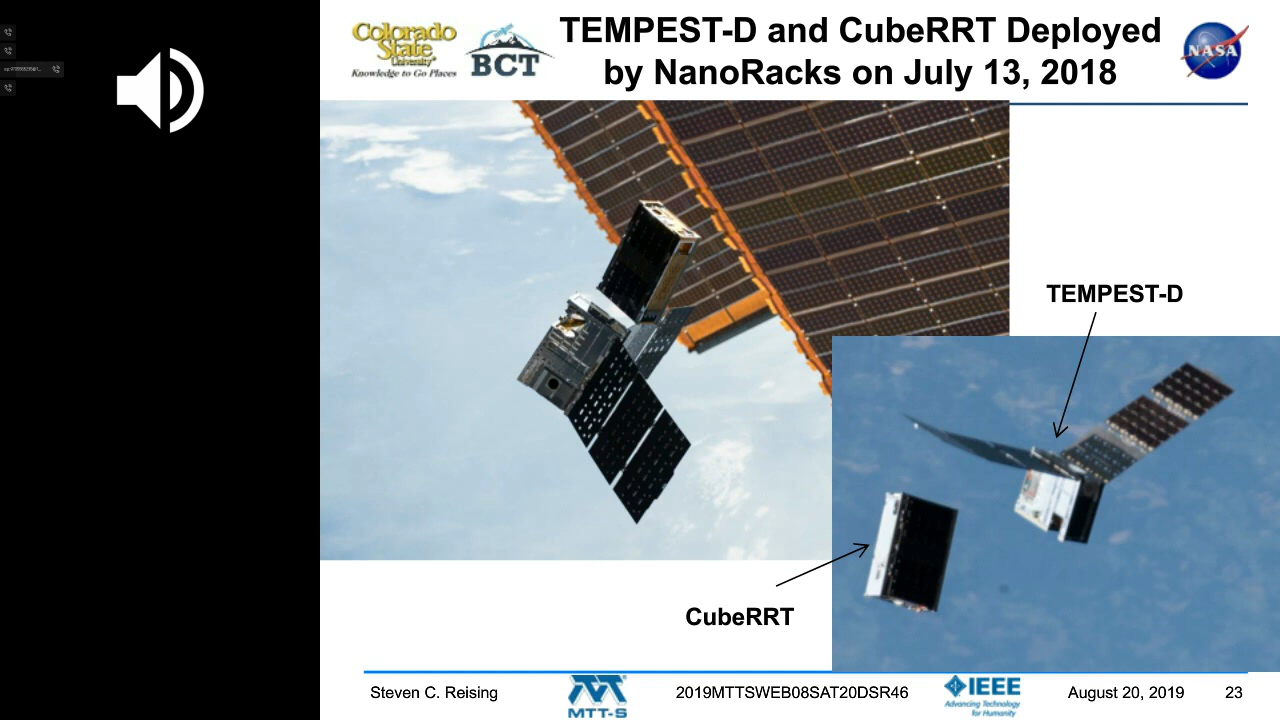 TEMPEST-D and CubeRRT Deployed
by NanoRacks on July 13, 2018
Colorado
State
University
Knowledge to Go Places
BCT
NASA
TEMPEST-D
CubeRRT
Steven C. Reising
MTT-S
2019MTTSWEB08SAT20DSR46
IEEE
Advancing Technology
for Humanity
August 20, 2019
23